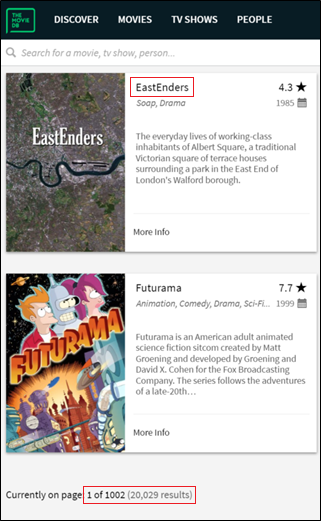 THE
MOVIE
DB
DISCOVER MOVIES TV SHOWS PEOPLE
Search for a movie, tv show, person...
EastEnders
EastEnders 4.3 ★
Soap, Drama 1985
The everyday lives of working-class
inhabitants of Albert Square, a traditional
Victorian square of terrace houses
surrounding a park in the East End of
London's Walford borough.
More Info
FUTURAMA
Futurama 7.7 ★
Animation, Comedy, Drama, Sci-Fi... 1999
Futurama is an American adult animated
science fiction sitcom created by Matt
Groening and developed by Groening and
David X. Cohen for the Fox Broadcasting
Company. The series follows the adventures
of a late-20th...
More Info
Currently on page: 1 of 1002 (20,029 results)